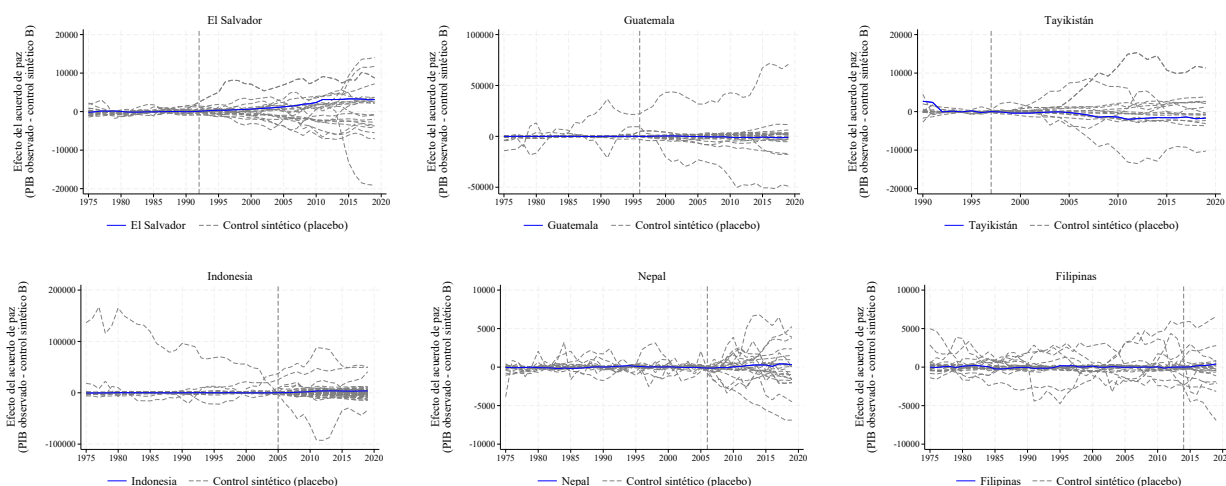 El Salvador
Efecto del acuerdo de paz
(PIB observado - control sintético B)
20000
10000
0
-10000
-20000
1975 1980 1985 1990 1995 2000 2005 2010 2015 2020
El Salvador Control sintético (placebo)
Guatemala
Efecto del acuerdo de paz
(PIB observado - control sintético B)
100000
50000
0
-50000
1975 1980 1985 1990 1995 2000 2005 2010 2015 2020
Guatemala Control sintético (placebo)
Tayikistán
Efecto del acuerdo de paz
(PIB observado - control sintético B)
20000
10000
0
-10000
-20000
1990 1995 2000 2005 2010 2015 2020
Tayikistán Control sintético (placebo)
Indonesia
Efecto del acuerdo de paz
(PIB observado - control sintético B)
200000
100000
0
-100000
1975 1980 1985 1990 1995 2000 2005 2010 2015 2020
Indonesia Control sintético (placebo)
Nepal
Efecto del acuerdo de paz
(PIB observado - control sintético B)
10000
5000
0
-5000
-10000
1975 1980 1985 1990 1995 2000 2005 2010 2015 2020
Nepal Control sintético (placebo)
Filipinas
Efecto del acuerdo de paz
(PIB observado - control sintético B)
10000
5000
0
-5000
-10000
1975 1980 1985 1990 1995 2000 2005 2010 2015 2020
Filipinas Control sintético (placebo)